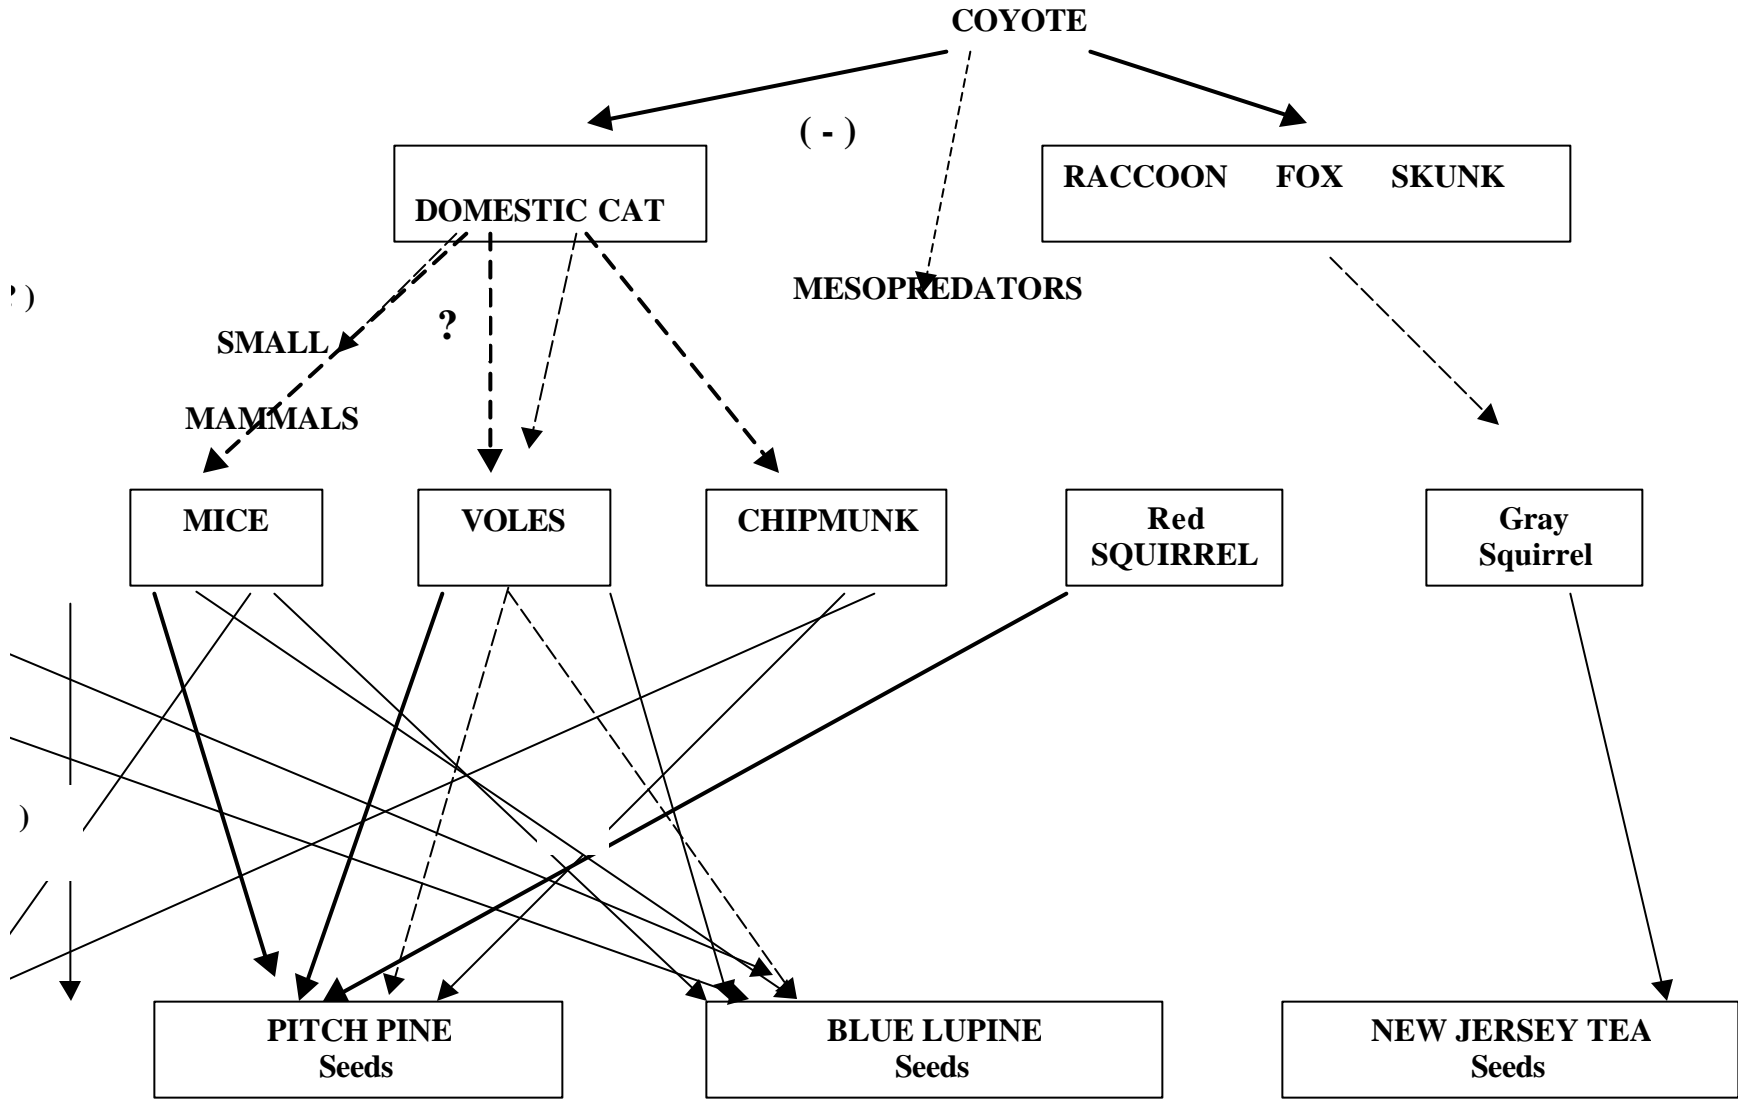 COYOTE
( - )
RACCOON FOX SKUNK
DOMESTIC CAT
MESOPREDATORS
? )
SMALL
?
MAMMALS
MICE
VOLES
CHIPMUNK
Red
SQUIRREL
Gray
Squirrel
)
PITCH PINE
Seeds
BLUE LUPINE
Seeds
NEW JERSEY TEA
Seeds